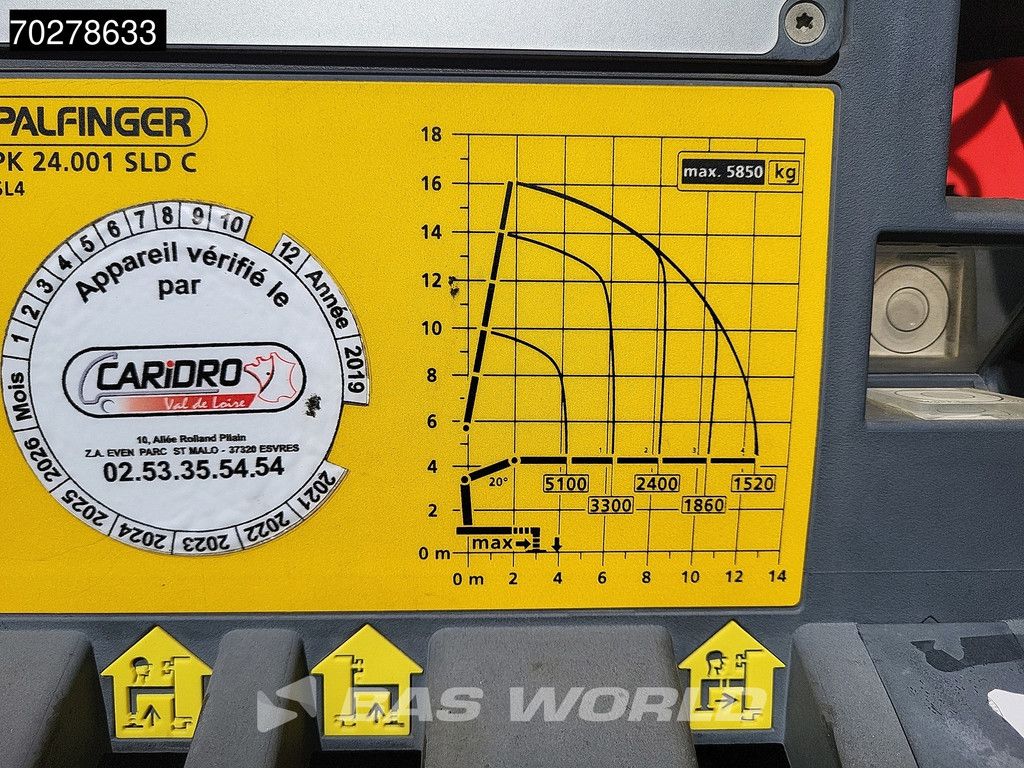 70278633
PALFINGER
PK 24.001 SLD C
SL4
1 2 3 4 5 6 7 8 9 10 12 Année 2019
Mois 2026 2025 2024 2023 2022 2021
Appareil vérifié le
par
CARiDRO
Val de Loire
10, Allée Rolland Pilain
Z.A. EVEN PARC ST MALO - 37320 ESVRES
02.53.35.54.54
18
max. 5850 kg
16
14
12
10
8
6
4
1 2 3 4
20°
5100 2400 1520
3300 1860
2
max
0 m
0 m 2 4 6 8 10 12 14
BAS WORLD